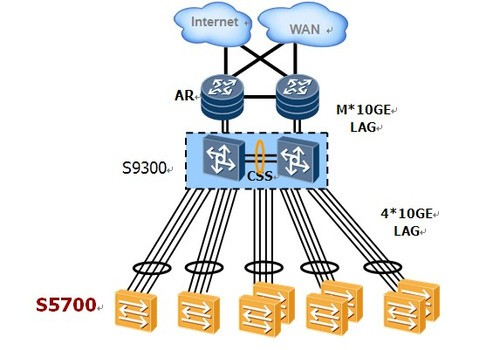 Internet
WAN
AR
M*10GE
LAG
S9300
CSS
4*10GE
LAG
S5700